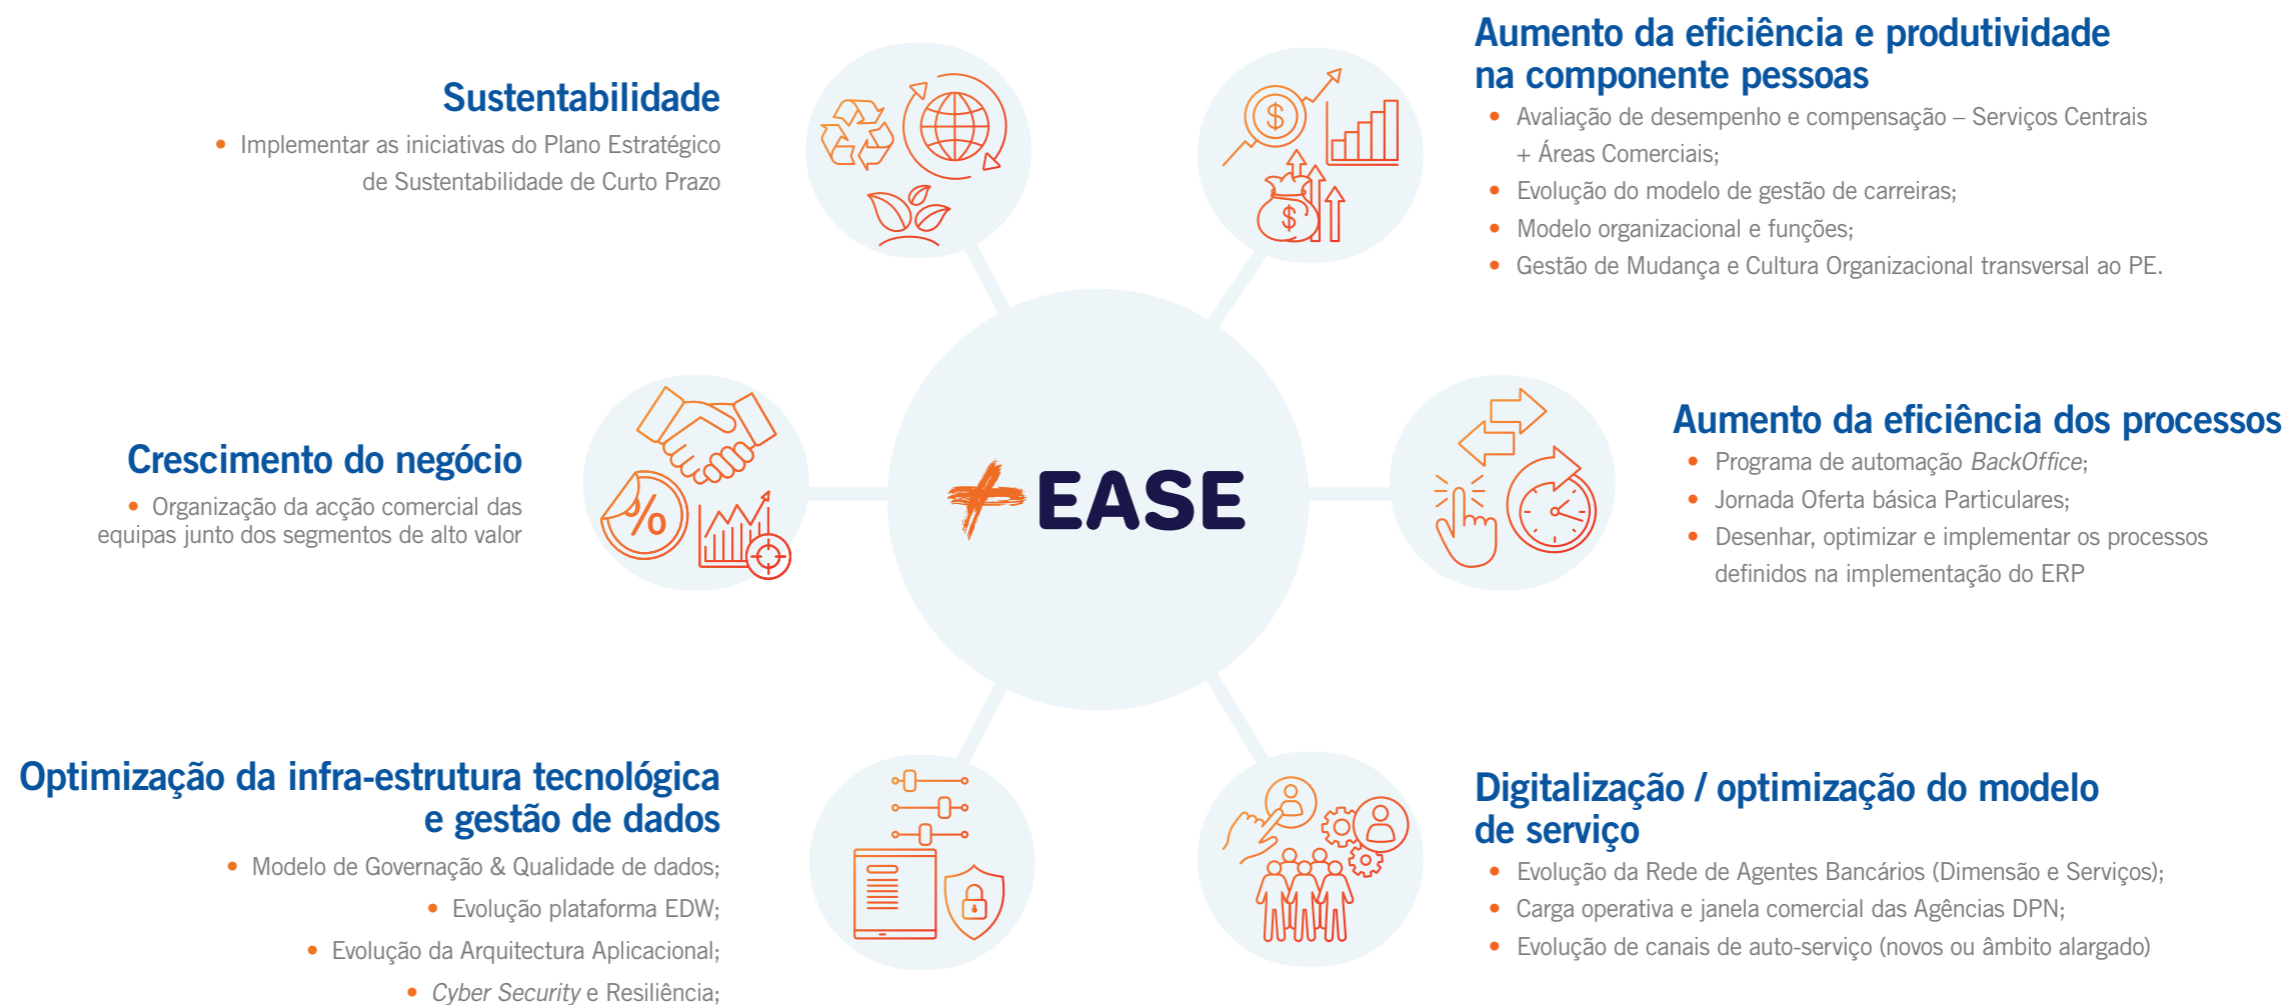 Sustentabilidade
• Implementar as iniciativas do Plano Estratégico
de Sustentabilidade de Curto Prazo
Aumento da eficiência e produtividade
na componente pessoas
• Avaliação de desempenho e compensação – Serviços Centrais
+ Áreas Comerciais;
• Evolução do modelo de gestão de carreiras;
• Modelo organizacional e funções;
• Gestão de Mudança e Cultura Organizacional transversal ao PE.
Crescimento do negócio
• Organização da acção comercial das
equipas junto dos segmentos de alto valor
%
$
$
+ EASE
Aumento da eficiência dos processos
• Programa de automação BackOffice;
• Jornada Oferta básica Particulares;
• Desenhar, optimizar e implementar os processos
definidos na implementação do ERP
Optimização da infra-estrutura tecnológica
e gestão de dados
• Modelo de Governação & Qualidade de dados;
• Evolução plataforma EDW;
• Evolução da Arquitectura Aplicacional;
• Cyber Security e Resiliência;
Digitalização / optimização do modelo
de serviço
• Evolução da Rede de Agentes Bancários (Dimensão e Serviços);
• Carga operativa e janela comercial das Agências DPN;
• Evolução de canais de auto-serviço (novos ou âmbito alargado)